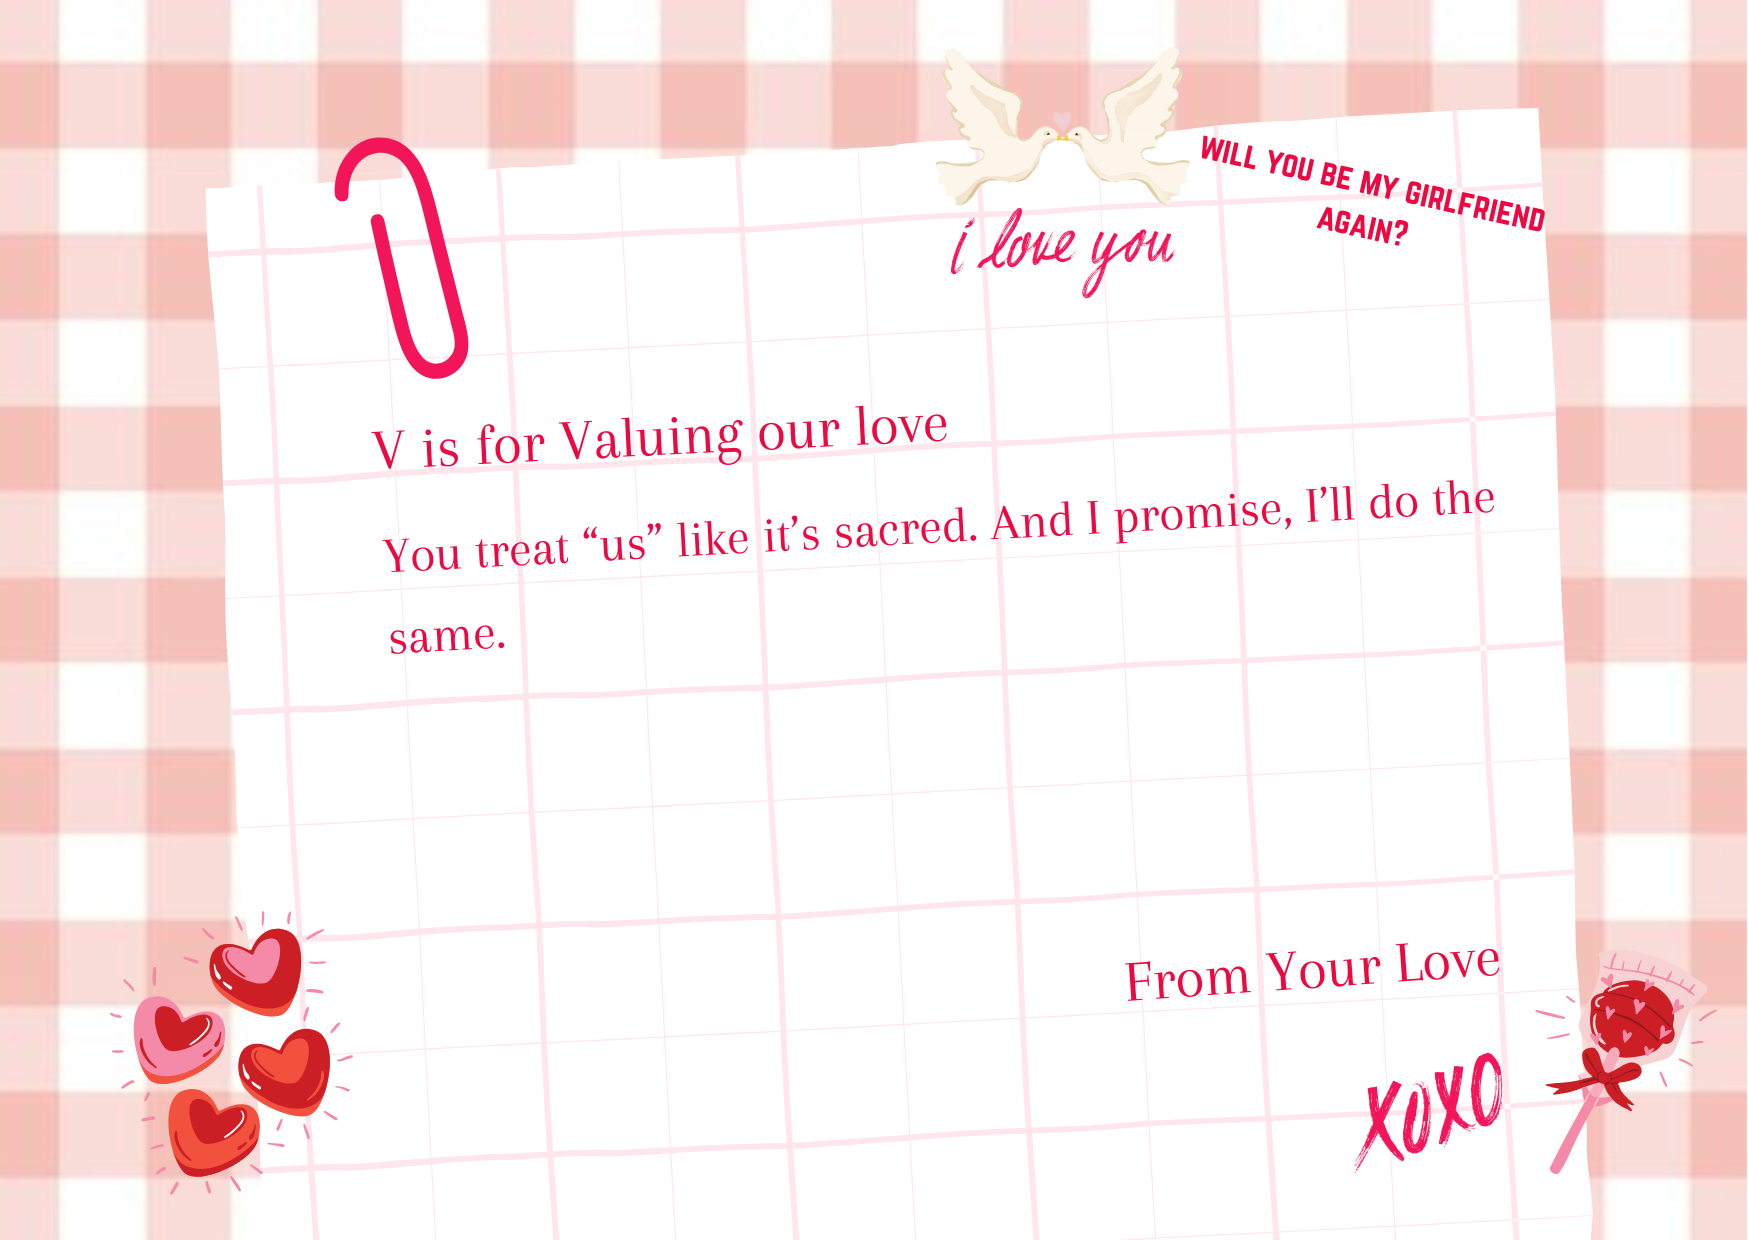 WILL YOU BE MY GIRLFRIEND
AGAIN?
i love you
V is for Valuing our love
You treat “us” like it’s sacred. And I promise, I’ll do the
same.
From Your Love
XOXO